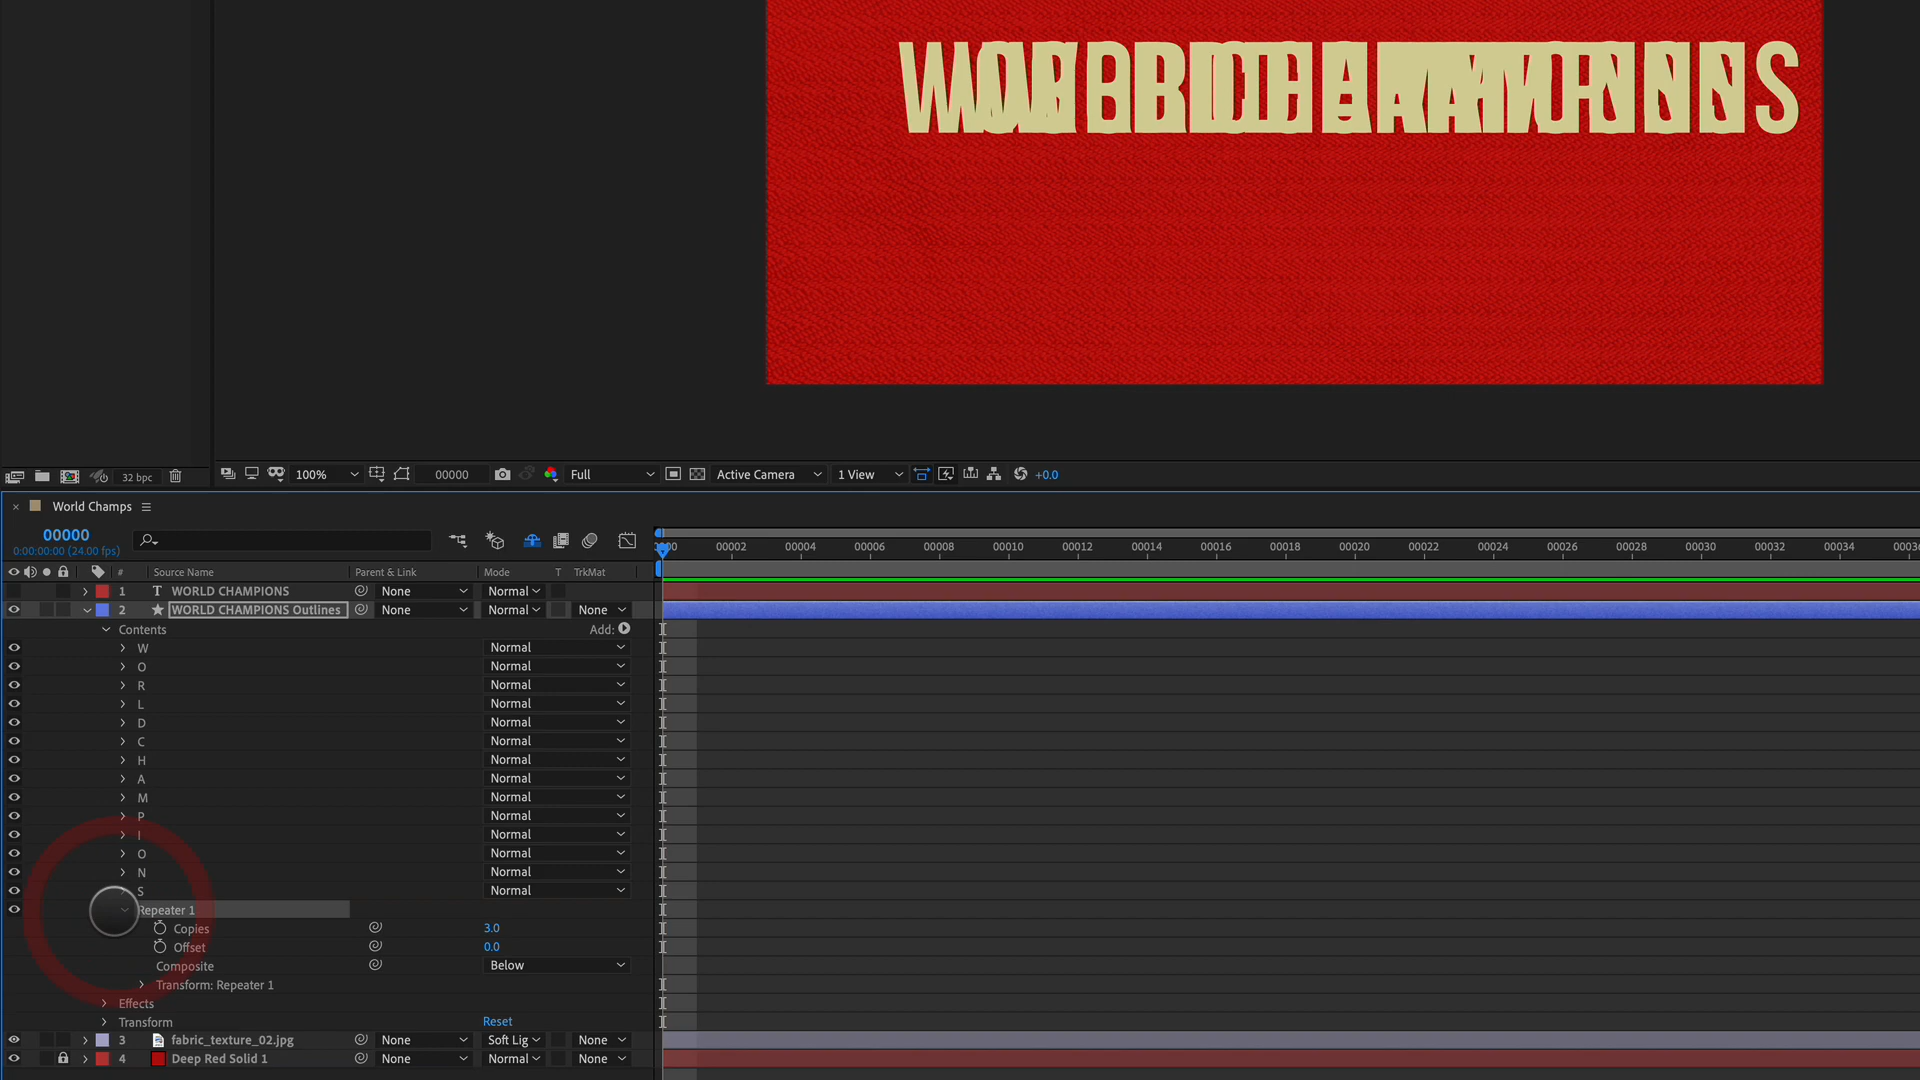 32 bpc 100% 00000 Full Active Camera 1 View +0.0
World Champs
00000
0:00:00:00 (24.00 fps)
00002 00004 00006 00008 00010 00012 00014 00016 00018 00020 00022 00024 00026 00028 00030 00032 00034
# Source Name Parent & Link Mode T TrkMat
1 T WORLD CHAMPIONS None Normal
2 WORLD CHAMPIONS Outlines None Normal None
Contents Add:
W Normal
O Normal
R Normal
L Normal
D Normal
C Normal
H Normal
A Normal
M Normal
P Normal
I Normal
O Normal
N Normal
S Normal
Repeater 1
Copies 3.0
Offset 0.0
Composite Below
Transform: Repeater 1
Effects
Transform Reset
3 fabric_texture_02.jpg None Soft Lig None
4 Deep Red Solid 1 None Normal None